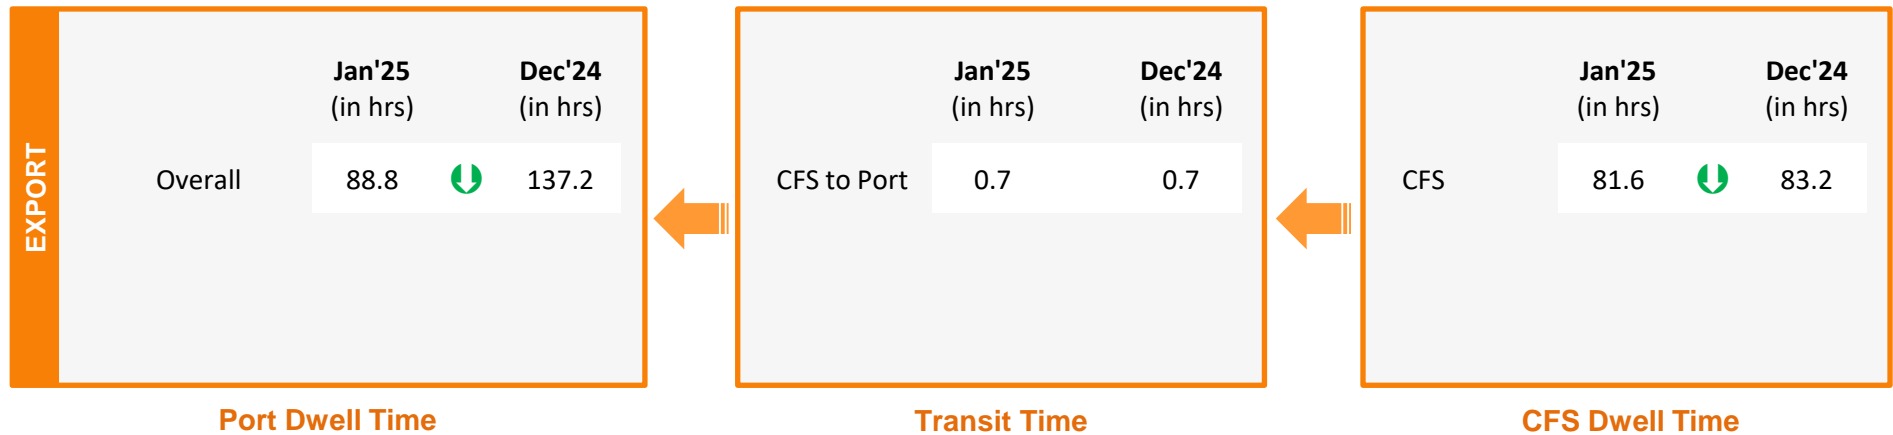 EXPORT
Jan'25 Dec'24
(in hrs) (in hrs)
Overall 88.8 137.2
Port Dwell Time
Jan'25 Dec'24
(in hrs) (in hrs)
CFS to Port 0.7 0.7
Transit Time
Jan'25 Dec'24
(in hrs) (in hrs)
CFS 81.6 83.2
CFS Dwell Time